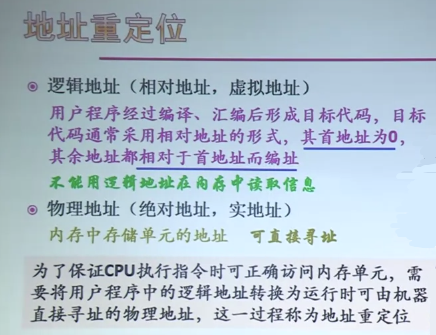 地址重定位
逻辑地址（相对地址，虚拟地址）
用户程序经过编译、汇编后形成目标代码，目标
代码通常采用相对地址的形式，其首地址为0，
其余地址都相对于首地址而编址
不能用逻辑地址在内存中读取信息
物理地址（绝对地址，实地址）
内存中存储单元的地址 可直接寻址
为了保证CPU执行指令时可正确访问内存单元，需
要将用户程序中的逻辑地址转换为运行时可由机器
直接寻址的物理地址，这一过程称为地址重定位